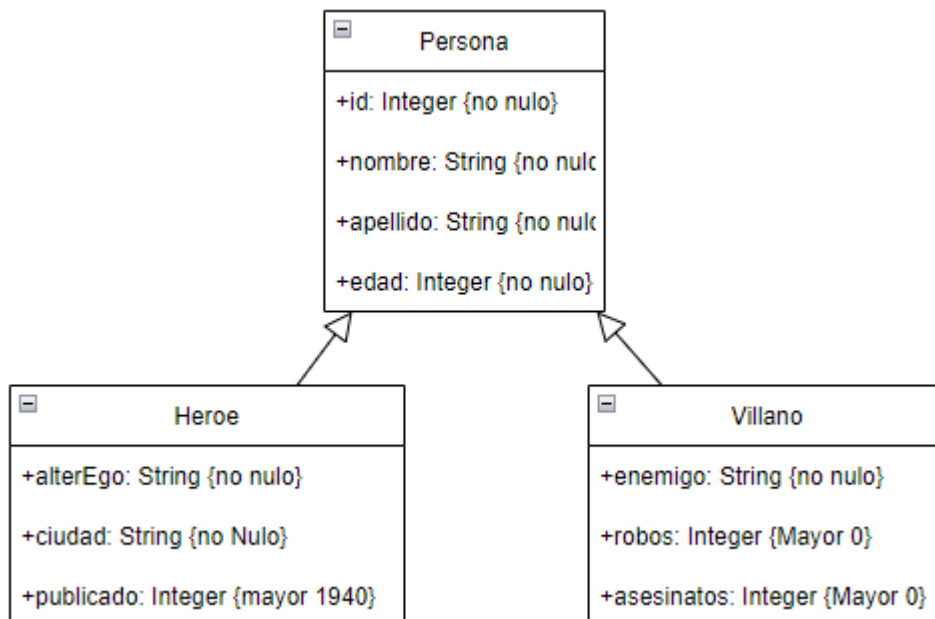 Persona
+id: Integer {no nulo}
+nombre: String {no nulo
+apellido: String {no nulo
+edad: Integer {no nulo}
Heroe
+alterEgo: String {no nulo}
+ciudad: String {no Nulo}
+publicado: Integer {mayor 1940}
Villano
+enemigo: String {no nulo}
+robos: Integer {Mayor 0}
+asesinatos: Integer {Mayor 0}